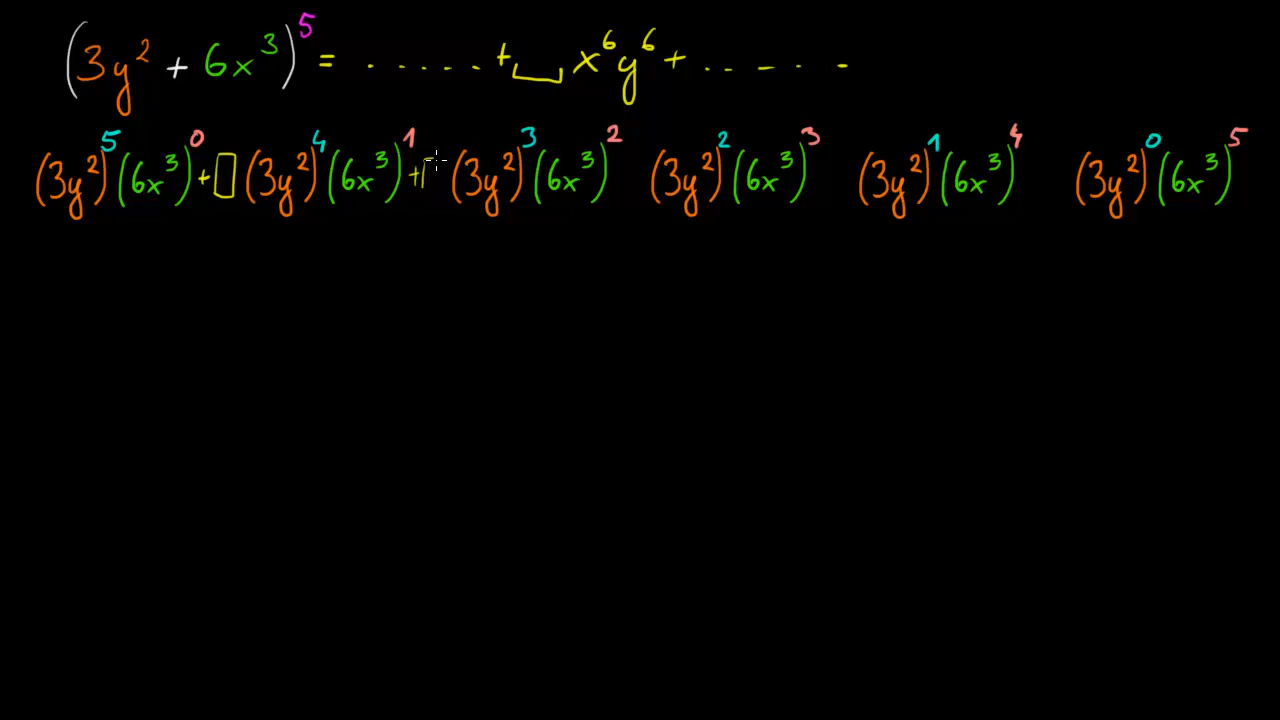 (3y² + 6x³)⁵ = ..... + ⎵ x⁶y⁶ + .. _ . . -
(3y²)⁵(6x³)⁰ + ▯ (3y²)⁴(6x³)¹ + (3y²)³(6x³)² (3y²)²(6x³)³ (3y²)¹(6x³)⁴ (3y²)⁰(6x³)⁵